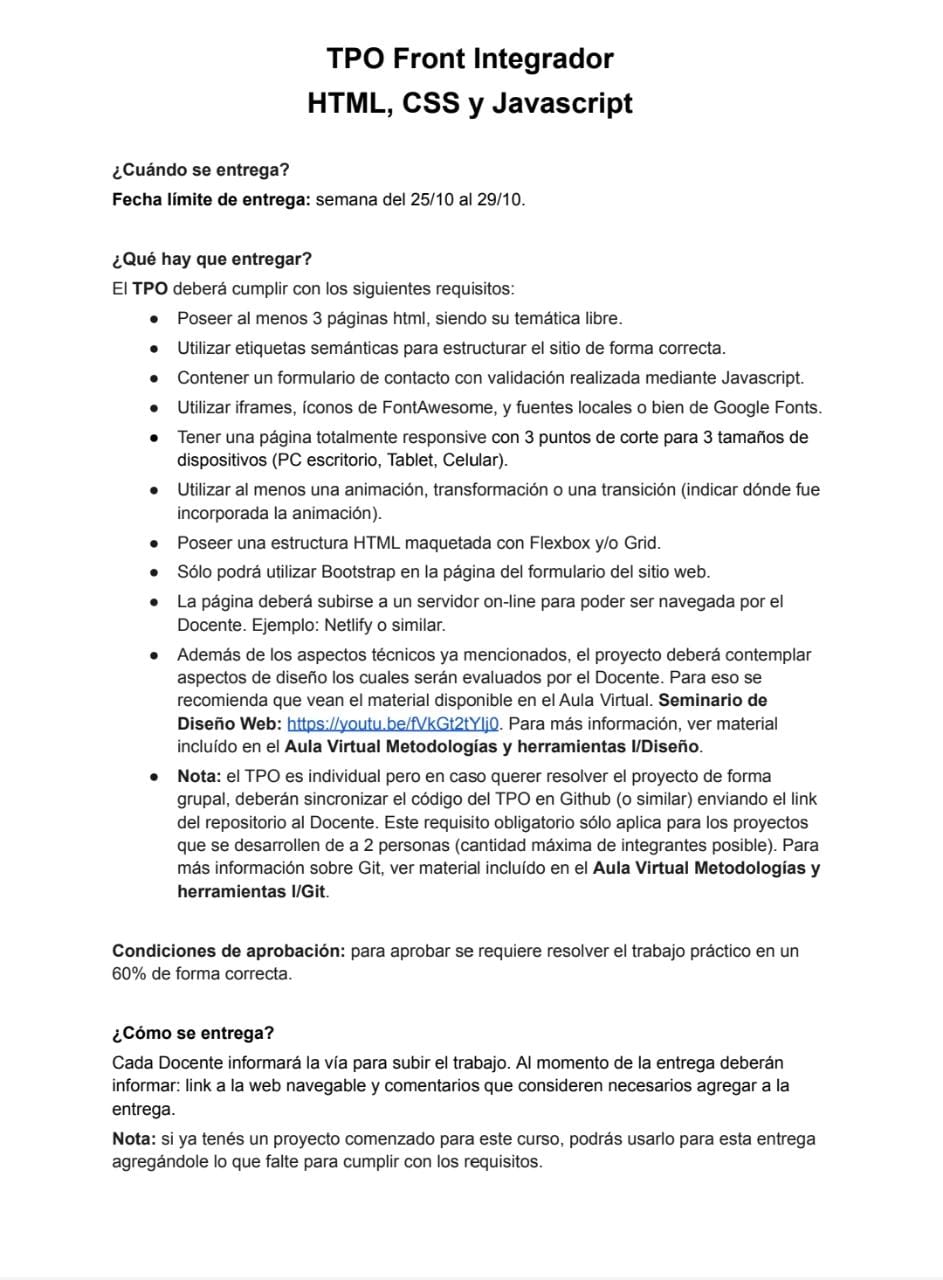 TPO Front Integrador
HTML, CSS y Javascript
¿Cuándo se entrega?
Fecha límite de entrega: semana del 25/10 al 29/10.
¿Qué hay que entregar?
El TPO deberá cumplir con los siguientes requisitos:
● Poseer al menos 3 páginas html, siendo su temática libre.
● Utilizar etiquetas semánticas para estructurar el sitio de forma correcta.
● Contener un formulario de contacto con validación realizada mediante Javascript.
● Utilizar iframes, íconos de FontAwesome, y fuentes locales o bien de Google Fonts.
● Tener una página totalmente responsive con 3 puntos de corte para 3 tamaños de
dispositivos (PC escritorio, Tablet, Celular).
● Utilizar al menos una animación, transformación o una transición (indicar dónde fue
incorporada la animación).
● Poseer una estructura HTML maquetada con Flexbox y/o Grid.
● Sólo podrá utilizar Bootstrap en la página del formulario del sitio web.
● La página deberá subirse a un servidor on-line para poder ser navegada por el
Docente. Ejemplo: Netlify o similar.
● Además de los aspectos técnicos ya mencionados, el proyecto deberá contemplar
aspectos de diseño los cuales serán evaluados por el Docente. Para eso se
recomienda que vean el material disponible en el Aula Virtual. Seminario de
Diseño Web: https://youtu.be/fVkGt2tYlj0. Para más información, ver material
incluído en el Aula Virtual Metodologías y herramientas I/Diseño.
● Nota: el TPO es individual pero en caso querer resolver el proyecto de forma
grupal, deberán sincronizar el código del TPO en Github (o similar) enviando el link
del repositorio al Docente. Este requisito obligatorio sólo aplica para los proyectos
que se desarrollen de a 2 personas (cantidad máxima de integrantes posible). Para
más información sobre Git, ver material incluído en el Aula Virtual Metodologías y
herramientas I/Git.
Condiciones de aprobación: para aprobar se requiere resolver el trabajo práctico en un
60% de forma correcta.
¿Cómo se entrega?
Cada Docente informará la vía para subir el trabajo. Al momento de la entrega deberán
informar: link a la web navegable y comentarios que consideren necesarios agregar a la
entrega.
Nota: si ya tenés un proyecto comenzado para este curso, podrás usarlo para esta entrega
agregándole lo que falte para cumplir con los requisitos.